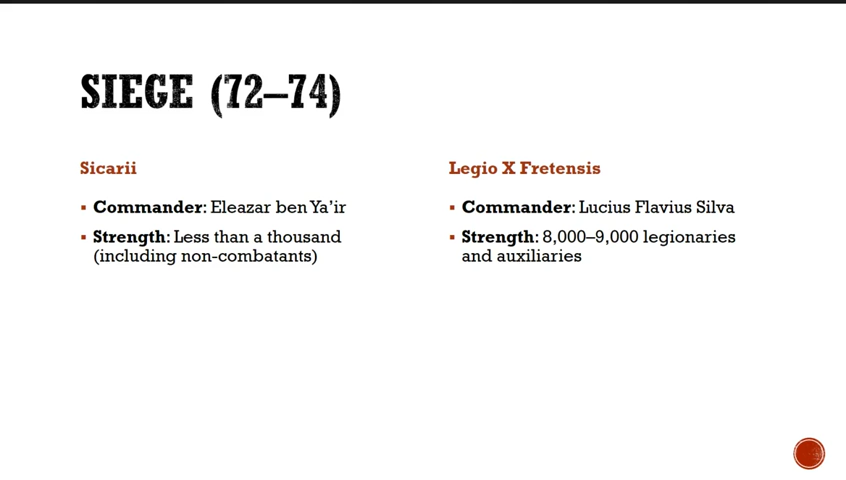 SIEGE (72–74)
Sicarii
▪ Commander: Eleazar ben Ya'ir
▪ Strength: Less than a thousand
(including non-combatants)
Legio X Fretensis
▪ Commander: Lucius Flavius Silva
▪ Strength: 8,000–9,000 legionaries
and auxiliaries